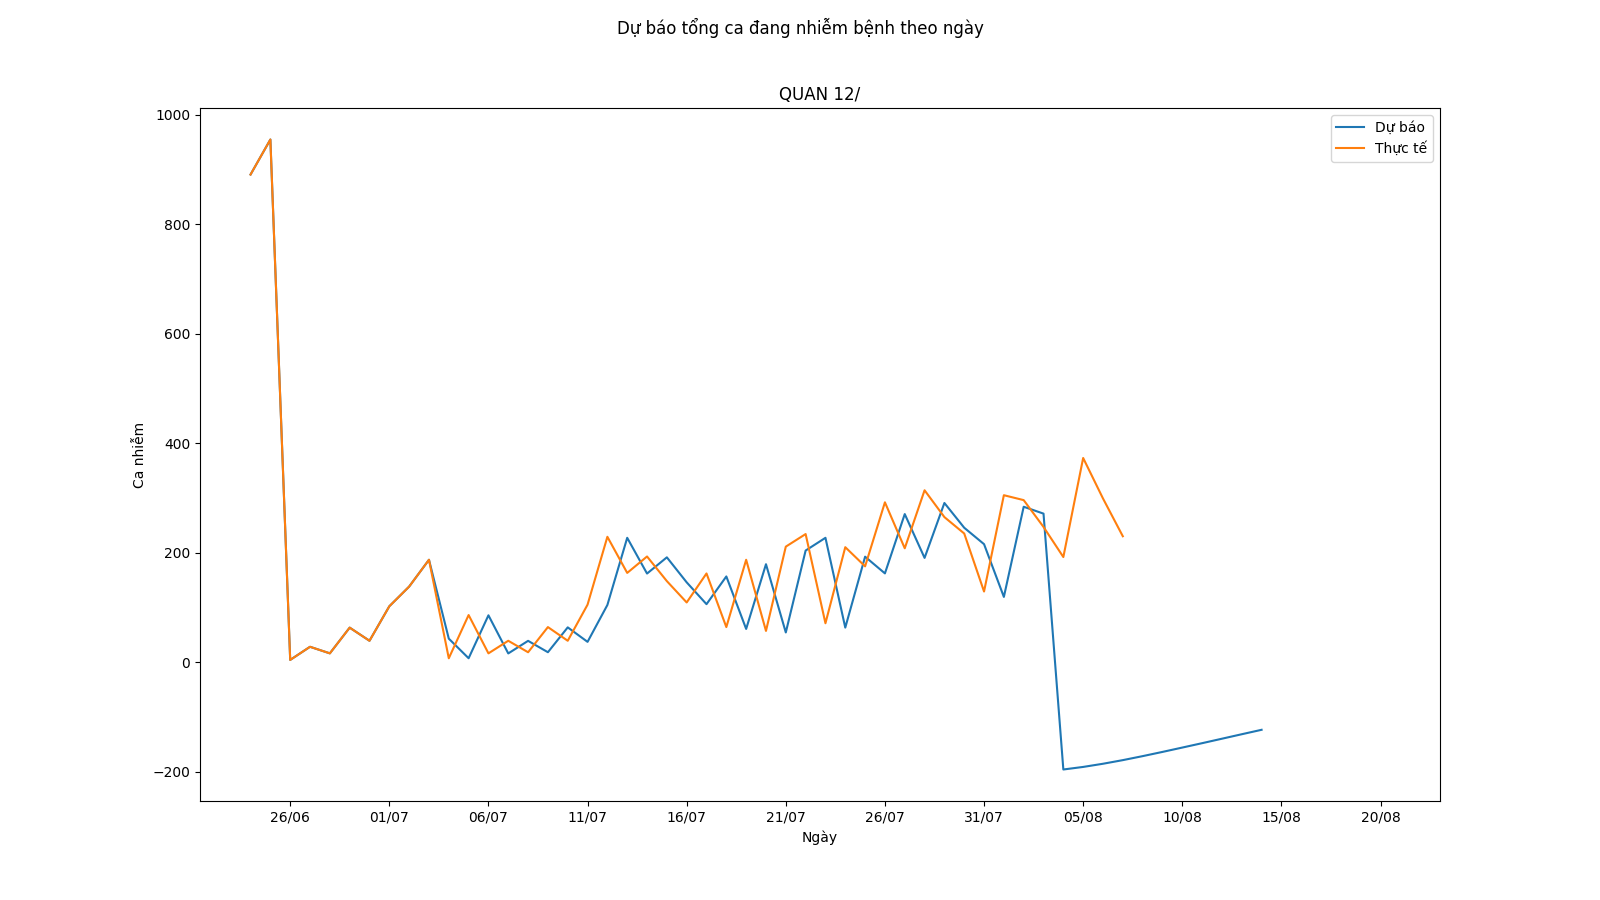 Dự báo tổng ca đang nhiễm bệnh theo ngày
QUAN 12/
Dự báo
Thực tế
Ca nhiễm
1000
800
600
400
200
0
−200
26/06 01/07 06/07 11/07 16/07 21/07 26/07 31/07 05/08 10/08 15/08 20/08
Ngày